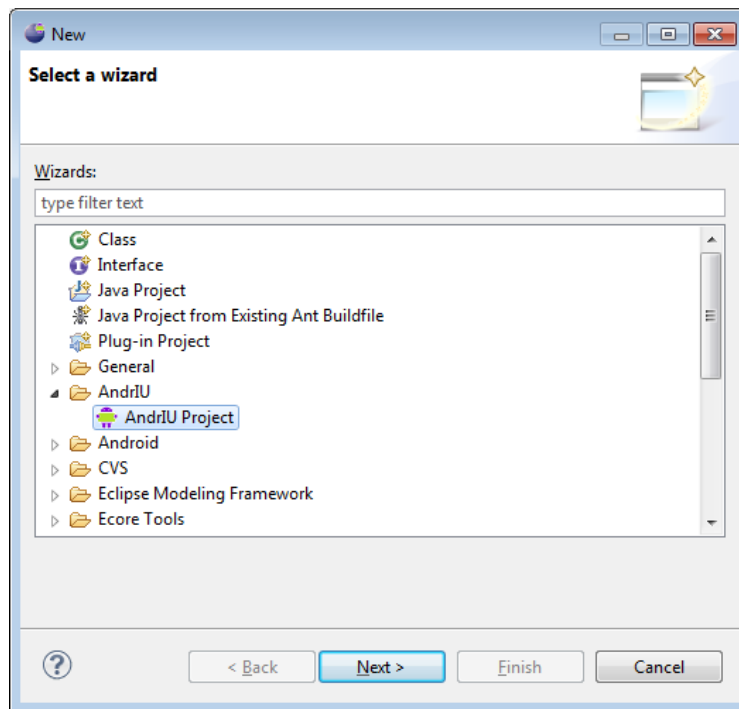 New
Select a wizard
Wizards:
type filter text
Class
Interface
Java Project
Java Project from Existing Ant Buildfile
Plug-in Project
General
AndrIU
AndrIU Project
Android
CVS
Eclipse Modeling Framework
Ecore Tools
< Back Next > Finish Cancel